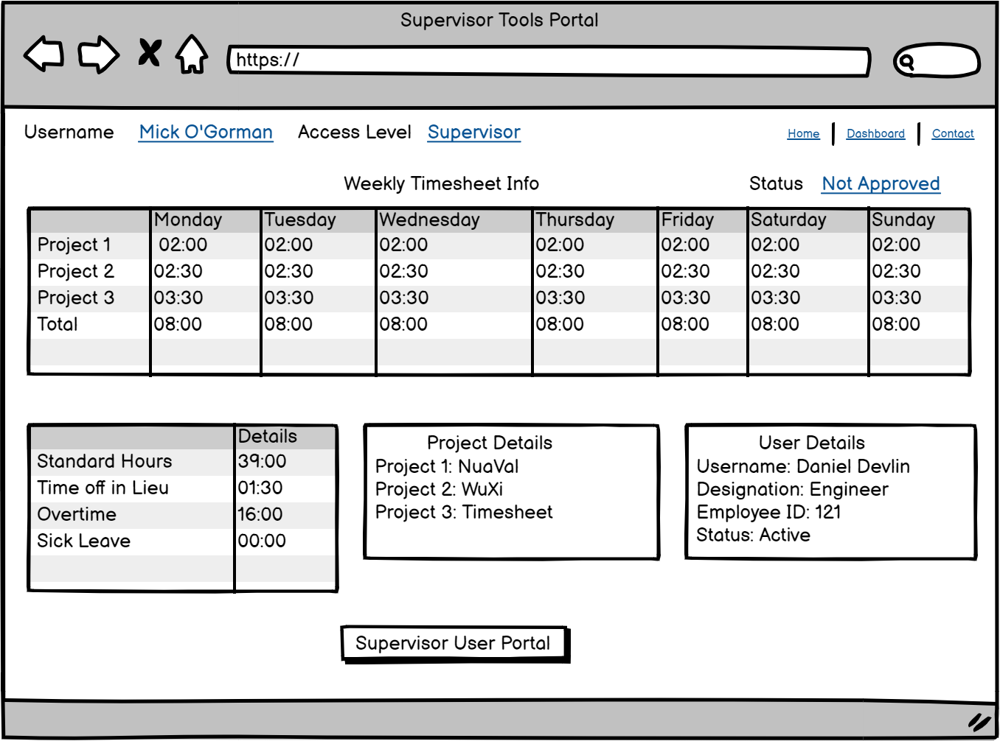 Supervisor Tools Portal
https://
Username Mick O'Gorman Access Level Supervisor Home Dashboard Contact
Weekly Timesheet Info Status Not Approved
Monday Tuesday Wednesday Thursday Friday Saturday Sunday
Project 1 02:00 02:00 02:00 02:00 02:00 02:00 02:00
Project 2 02:30 02:30 02:30 02:30 02:30 02:30 02:30
Project 3 03:30 03:30 03:30 03:30 03:30 03:30 03:30
Total 08:00 08:00 08:00 08:00 08:00 08:00 08:00
Details
Standard Hours 39:00
Time off in Lieu 01:30
Overtime 16:00
Sick Leave 00:00
Project Details
Project 1: NuaVal
Project 2: WuXi
Project 3: Timesheet
User Details
Username: Daniel Devlin
Designation: Engineer
Employee ID: 121
Status: Active
Supervisor User Portal